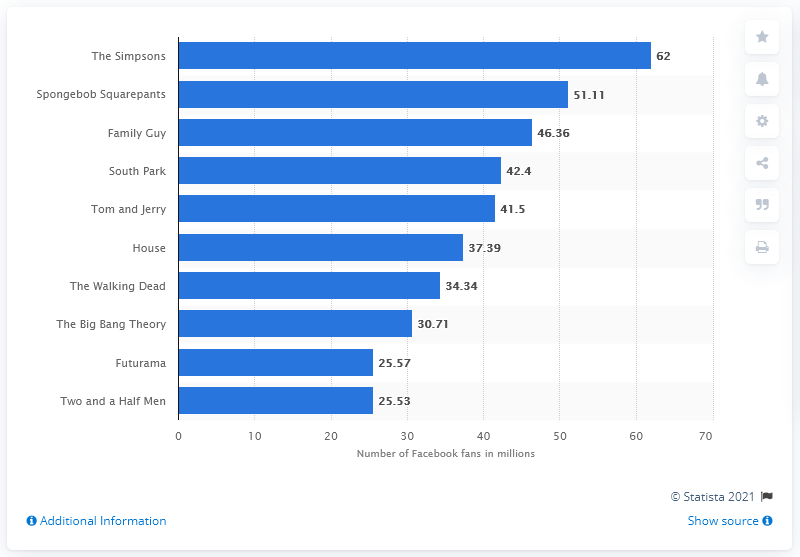 The Simpsons 62
Spongebob Squarepants 51.11
Family Guy 46.36
South Park 42.4
Tom and Jerry 41.5
House 37.39
The Walking Dead 34.34
The Big Bang Theory 30.71
Futurama 25.57
Two and a Half Men 25.53
0 10 20 30 40 50 60 70
Number of Facebook fans in millions
© Statista 2021
Additional Information
Show source